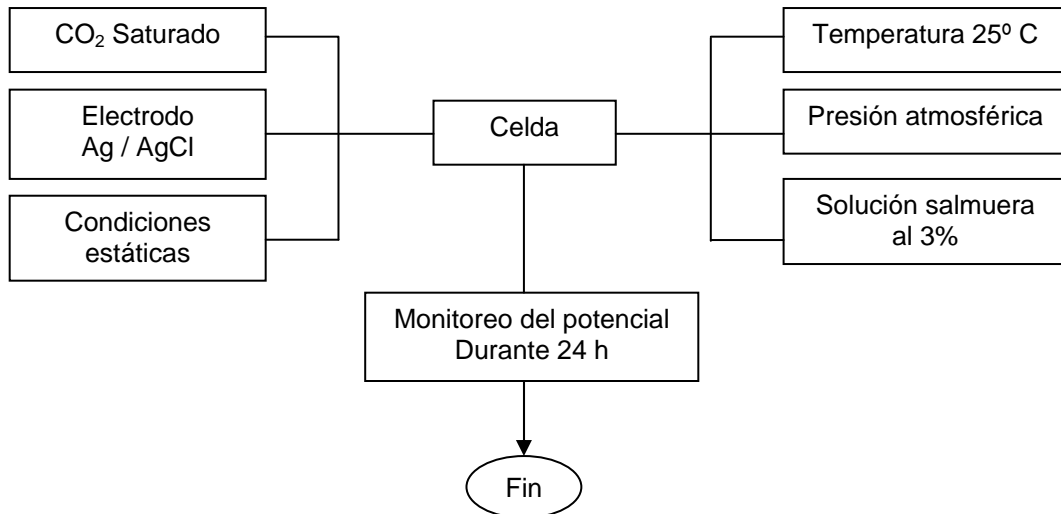 CO₂ Saturado
Electrodo
Ag / AgCl
Condiciones
estáticas
Celda
Temperatura 25º C
Presión atmosférica
Solución salmuera
al 3%
Monitoreo del potencial
Durante 24 h
Fin